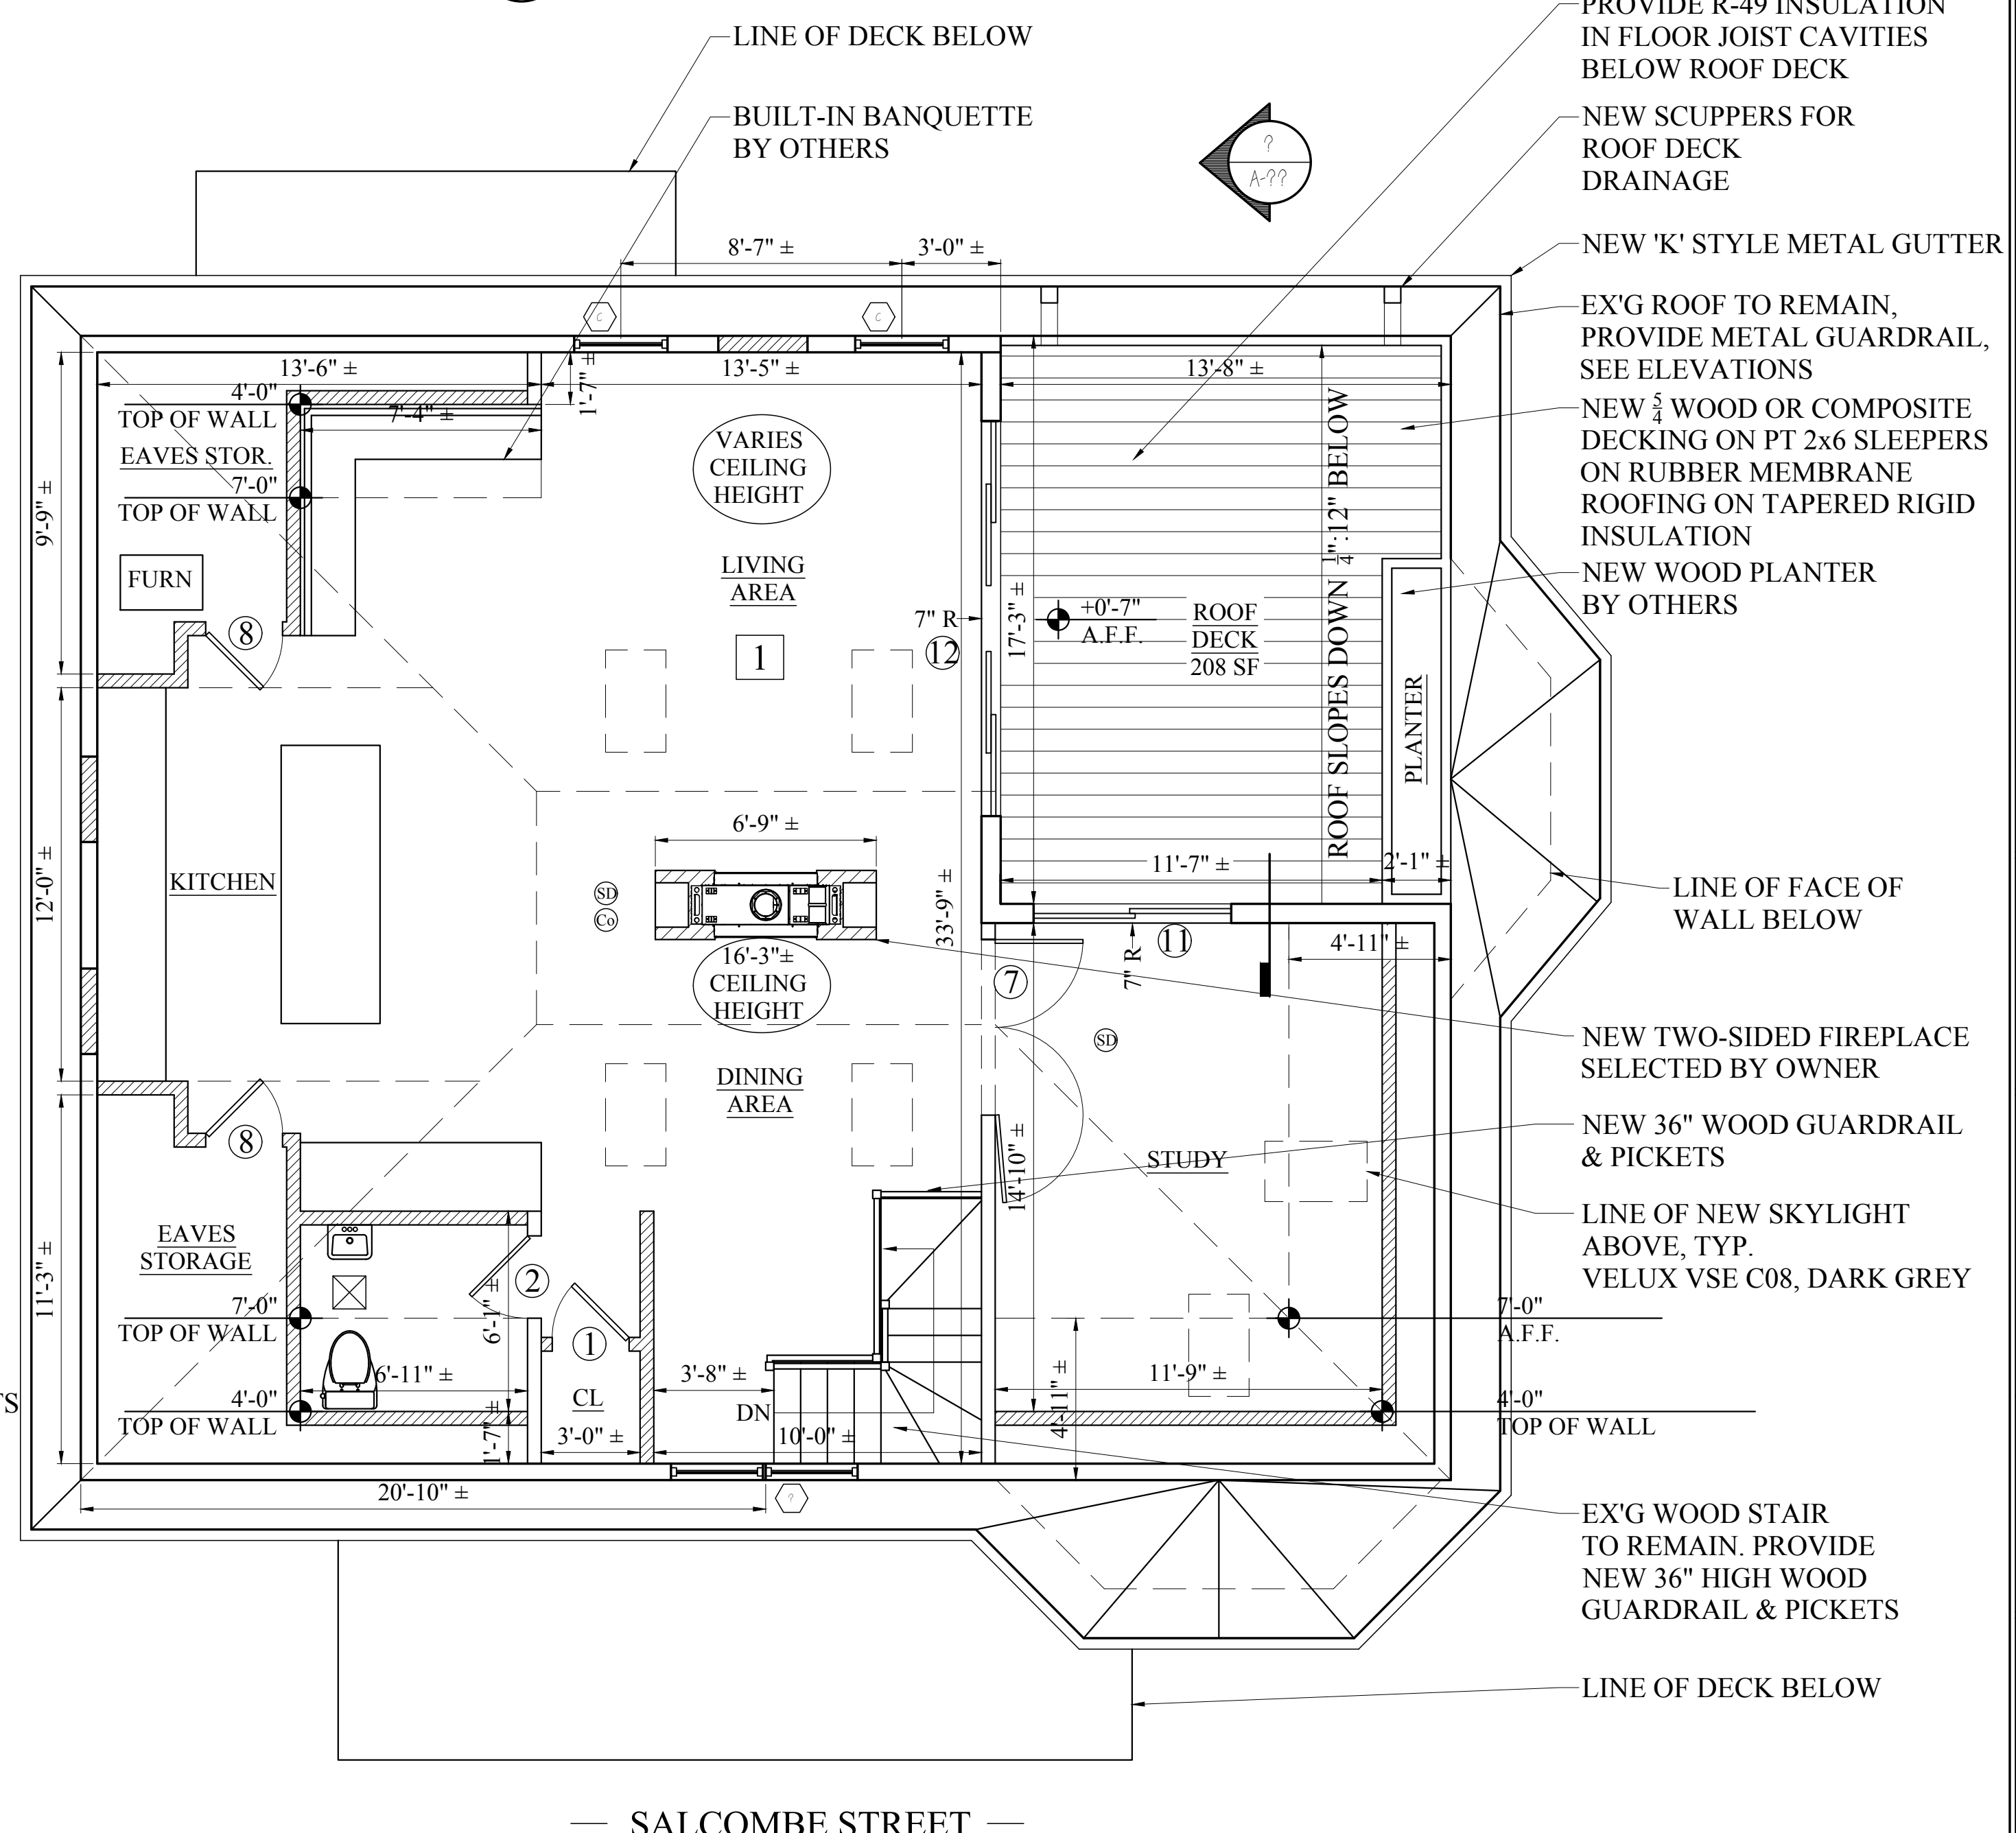 LINE OF DECK BELOW
BUILT-IN BANQUETTE
BY OTHERS
?
A-??
PROVIDE R-49 INSULATION
IN FLOOR JOIST CAVITIES
BELOW ROOF DECK
NEW SCUPPERS FOR
ROOF DECK
DRAINAGE
NEW 'K' STYLE METAL GUTTER
EX'G ROOF TO REMAIN,
PROVIDE METAL GUARDRAIL,
SEE ELEVATIONS
NEW 5/4 WOOD OR COMPOSITE
DECKING ON PT 2x6 SLEEPERS
ON RUBBER MEMBRANE
ROOFING ON TAPERED RIGID
INSULATION
NEW WOOD PLANTER
BY OTHERS
LINE OF FACE OF
WALL BELOW
NEW TWO-SIDED FIREPLACE
SELECTED BY OWNER
NEW 36" WOOD GUARDRAIL
& PICKETS
LINE OF NEW SKYLIGHT
ABOVE, TYP.
VELUX VSE C08, DARK GREY
7'-0"
A.F.F.
4'-0"
TOP OF WALL
EX'G WOOD STAIR
TO REMAIN. PROVIDE
NEW 36" HIGH WOOD
GUARDRAIL & PICKETS
LINE OF DECK BELOW
8'-7" ±
3'-0" ±
C
C
13'-6" ±
13'-5" ±
13'-8" ±
1'-7" ±
4'-0"
TOP OF WALL
7'-4" ±
EAVES STOR.
7'-0"
TOP OF WALL
9'-9" ±
FURN
8
VARIES
CEILING
HEIGHT
LIVING
AREA
1
7" R
12
17'-3" ±
+0'-7"
A.F.F.
ROOF
DECK
208 SF
ROOF SLOPES DOWN 1/4":12" BELOW
PLANTER
12'-0" ±
KITCHEN
SD
Co
6'-9" ±
16'-3"±
CEILING
HEIGHT
33'-9" ±
11'-7" ±
2'-1" ±
7
7" R
11
4'-11" ±
SD
DINING
AREA
8
14'-10" ±
STUDY
EAVES
STORAGE
11'-3" ±
7'-0"
TOP OF WALL
2
6'-1" ±
1
6'-11" ±
4'-0"
TOP OF WALL
1'-7" ±
CL
3'-0" ±
3'-8" ±
DN
10'-0" ±
4'-11" ±
11'-9" ±
20'-10" ±
?
TS
SALCOMBE STREET